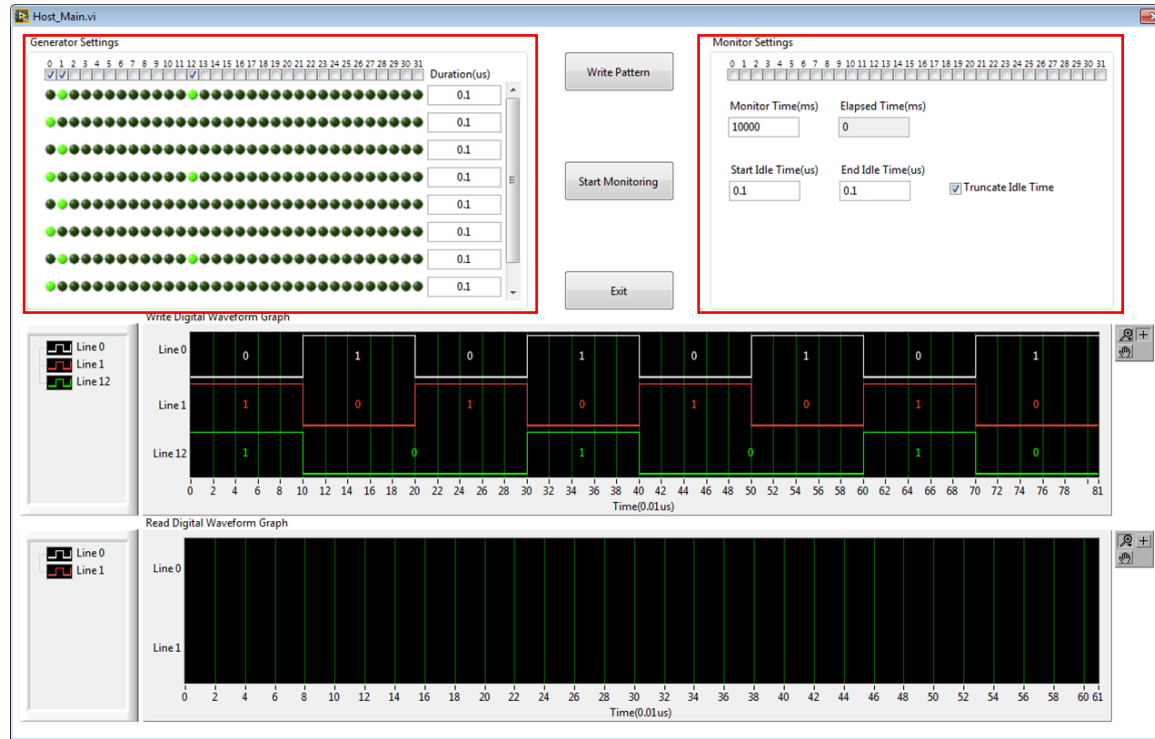 Host_Main.vi
Generator Settings
0 1 2 3 4 5 6 7 8 9 10 11 12 13 14 15 16 17 18 19 20 21 22 23 24 25 26 27 28 29 30 31
Duration(us)
0.1
0.1
0.1
0.1
0.1
0.1
0.1
0.1
Write Pattern
Start Monitoring
Exit
Monitor Settings
0 1 2 3 4 5 6 7 8 9 10 11 12 13 14 15 16 17 18 19 20 21 22 23 24 25 26 27 28 29 30 31
Monitor Time(ms) Elapsed Time(ms)
10000 0
Start Idle Time(us) End Idle Time(us)
0.1 0.1 Truncate Idle Time
Write Digital Waveform Graph
Line 0
Line 1
Line 12
Line 0 0 1 0 1 0 1 0 1
Line 1 1 0 1 0 1 0 1 0
Line 12 1 0 1 0 1 0
0 2 4 6 8 10 12 14 16 18 20 22 24 26 28 30 32 34 36 38 40 42 44 46 48 50 52 54 56 58 60 62 64 66 68 70 72 74 76 78 81
Time(0.01us)
Read Digital Waveform Graph
Line 0
Line 1
Line 0
Line 1
0 2 4 6 8 10 12 14 16 18 20 22 24 26 28 30 32 34 36 38 40 42 44 46 48 50 52 54 56 58 60 61
Time(0.01us)